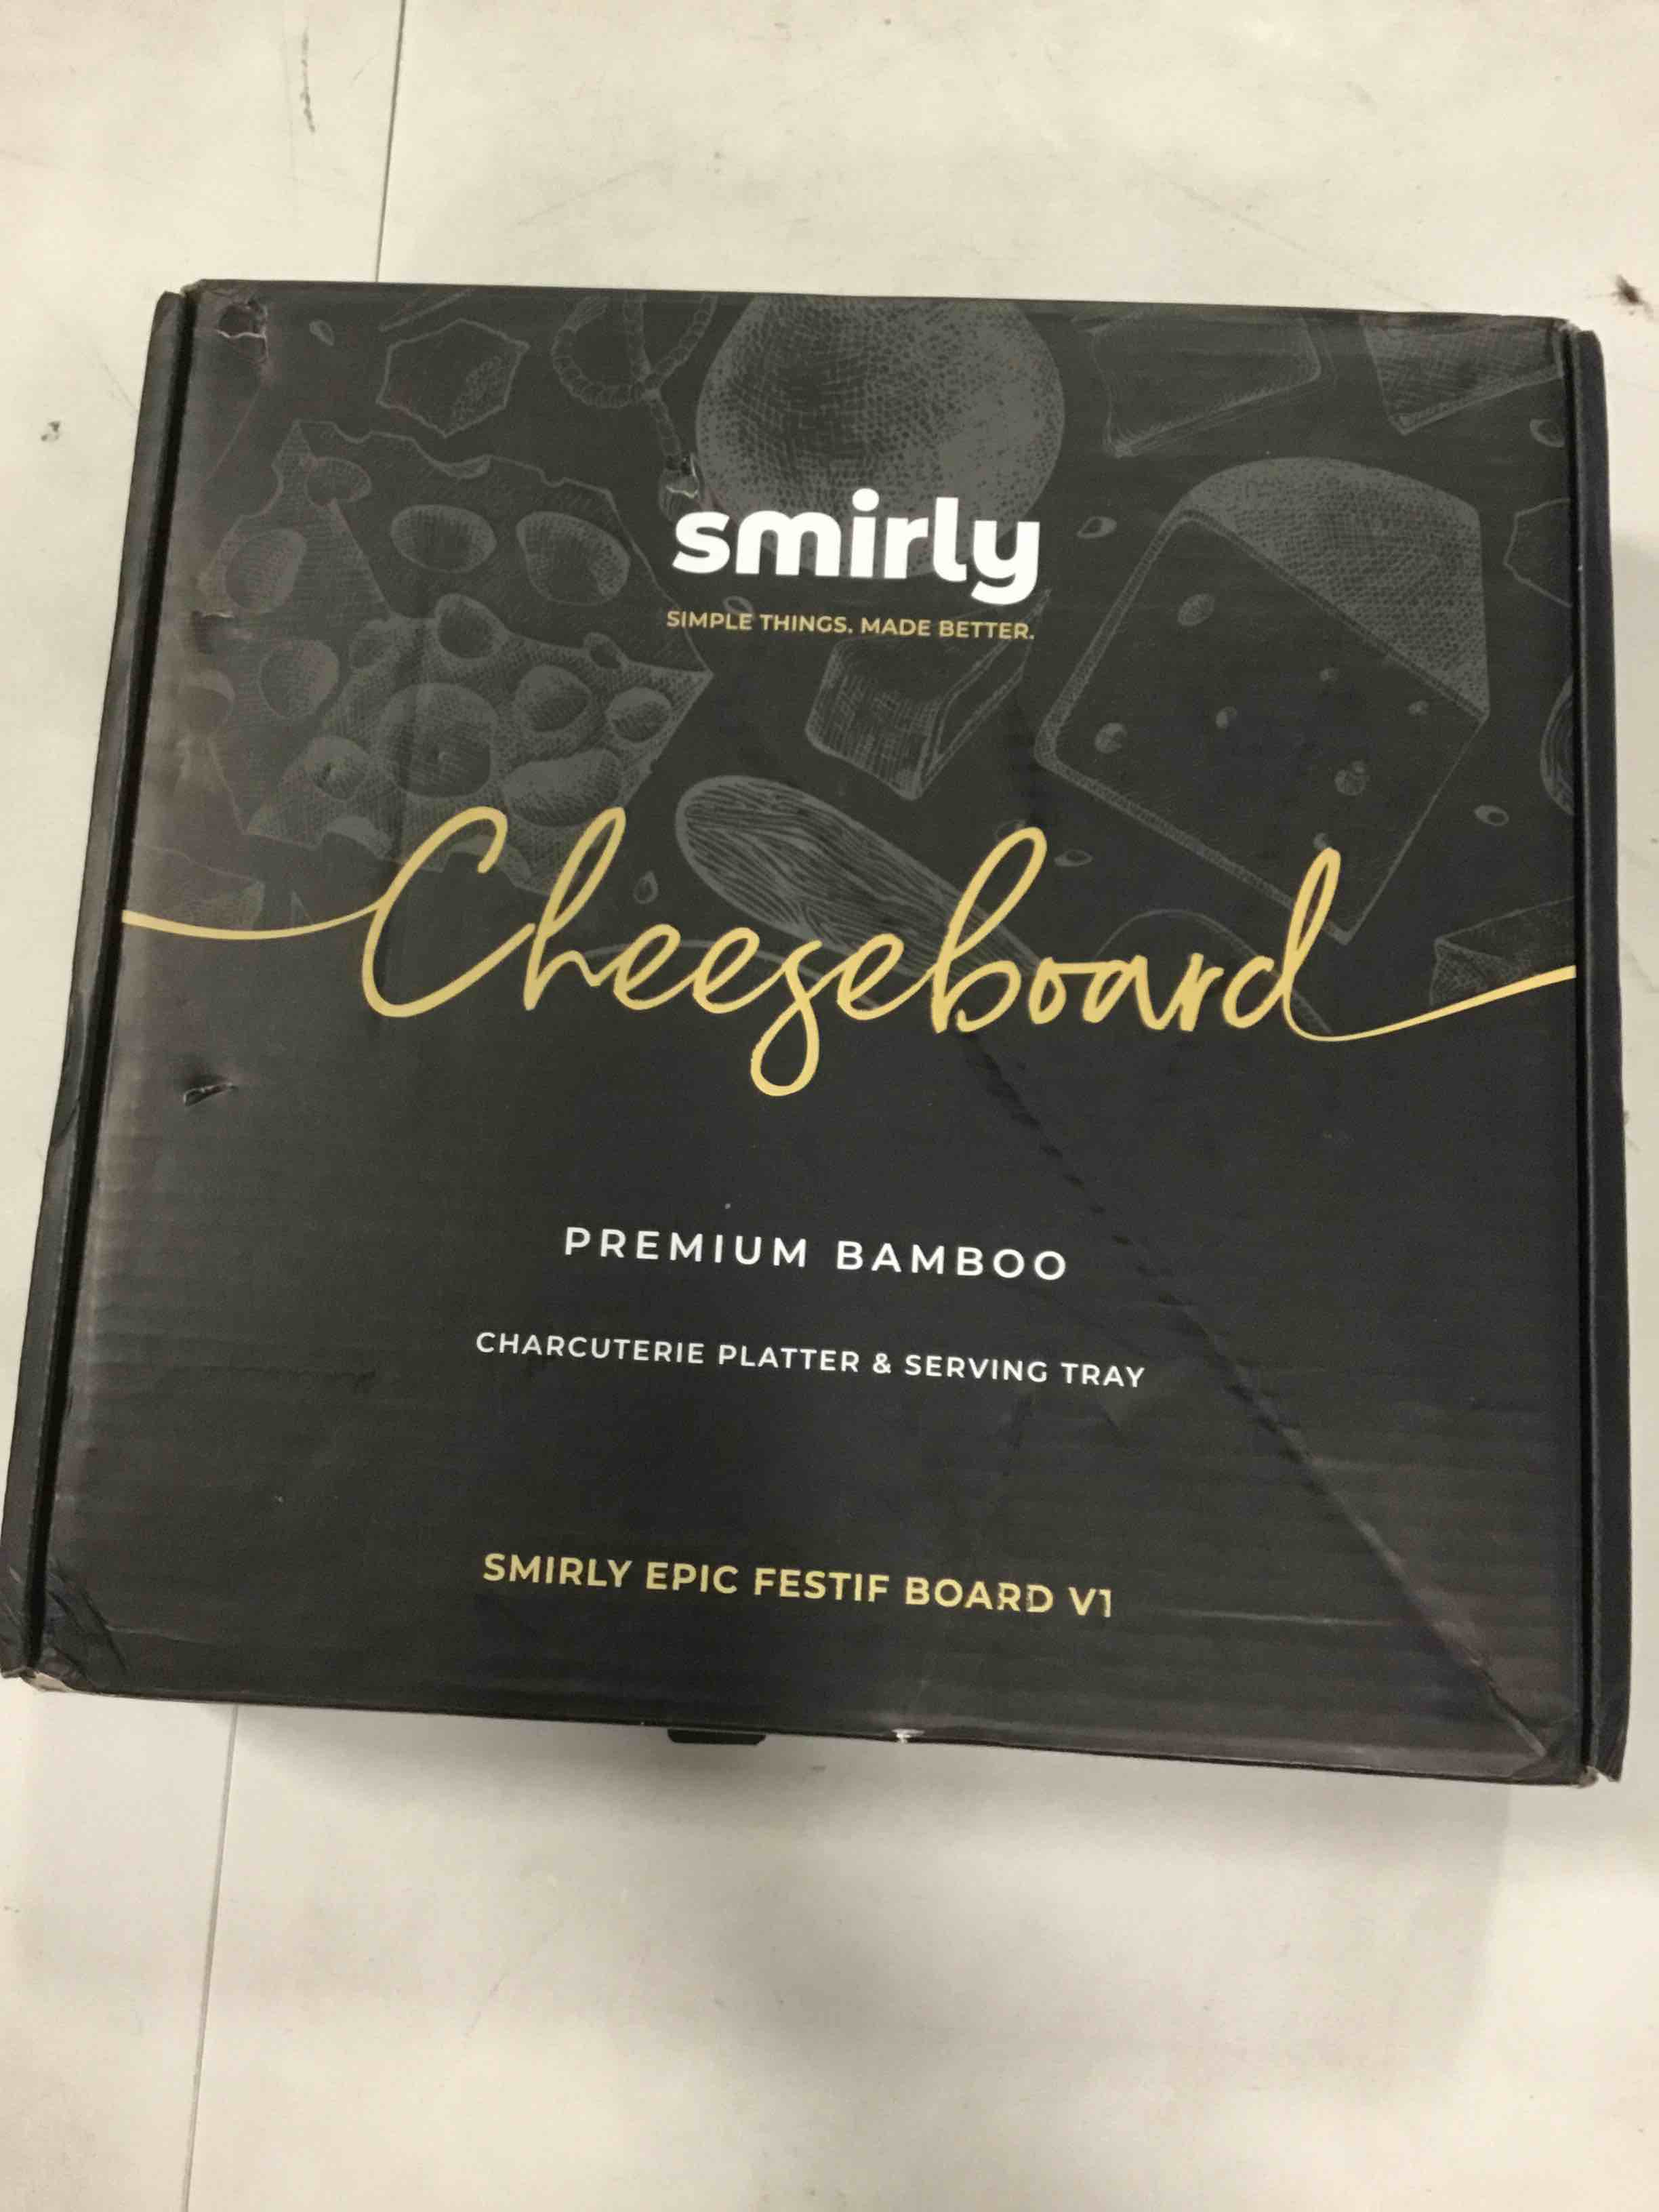 smirly
SIMPLE THINGS. MADE BETTER.
Cheeseboard
PREMIUM BAMBOO
CHARCUTERIE PLATTER & SERVING TRAY
SMIRLY EPIC FESTIF BOARD V1